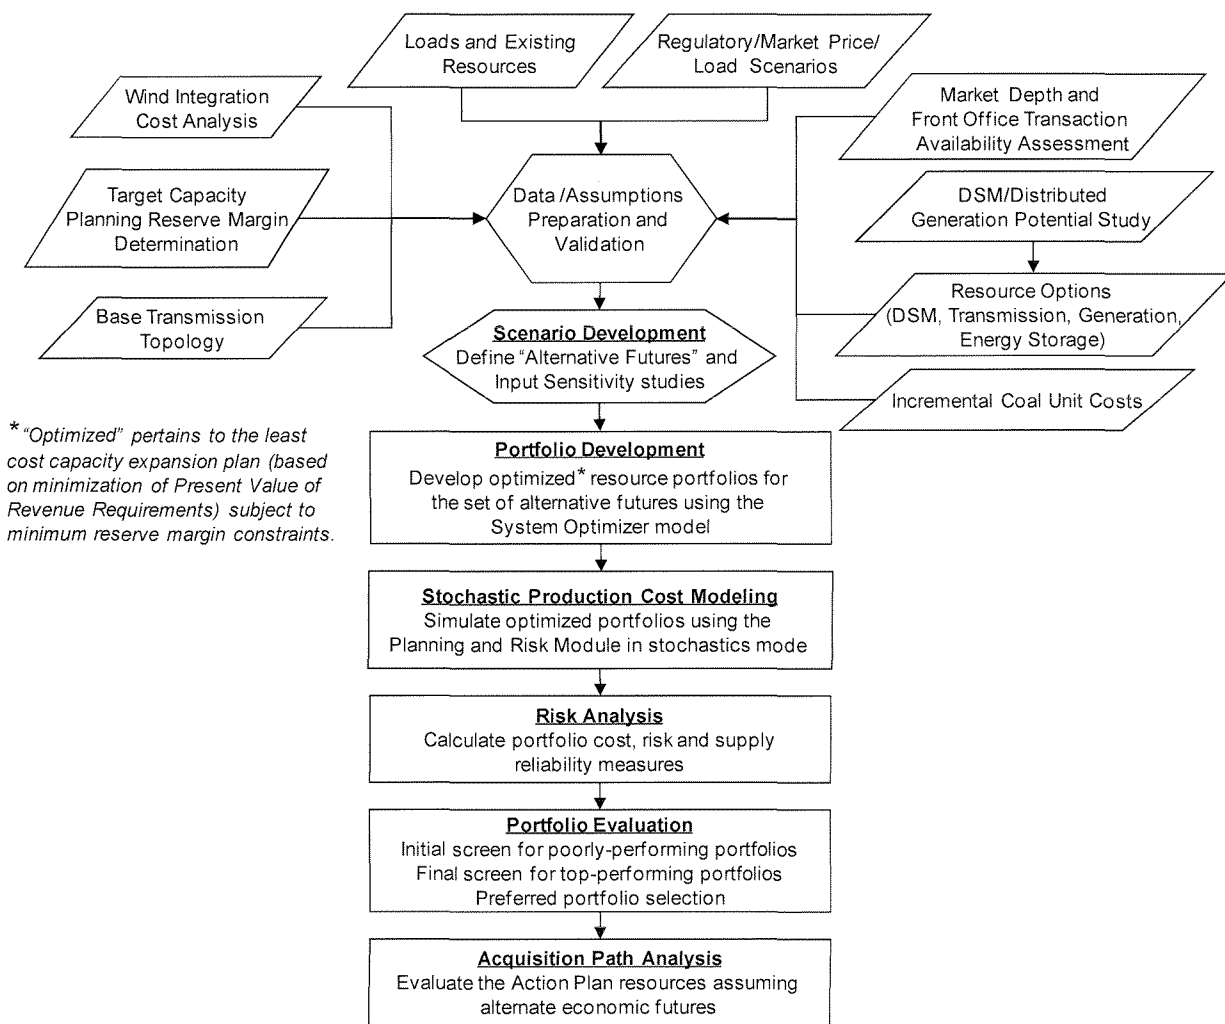 Loads and Existing
Resources
Regulatory/Market Price/
Load Scenarios
Wind Integration
Cost Analysis
Market Depth and
Front Office Transaction
Availability Assessment
Target Capacity
Planning Reserve Margin
Determination
Data /Assumptions
Preparation and
Validation
DSM/Distributed
Generation Potential Study
Base Transmission
Topology
Resource Options
(DSM, Transmission, Generation,
Energy Storage)
Scenario Development
Define “Alternative Futures” and
Input Sensitivity studies
Incremental Coal Unit Costs
* “Optimized” pertains to the least
cost capacity expansion plan (based
on minimization of Present Value of
Revenue Requirements) subject to
minimum reserve margin constraints.
Portfolio Development
Develop optimized* resource portfolios for
the set of alternative futures using the
System Optimizer model
Stochastic Production Cost Modeling
Simulate optimized portfolios using the
Planning and Risk Module in stochastics mode
Risk Analysis
Calculate portfolio cost, risk and supply
reliability measures
Portfolio Evaluation
Initial screen for poorly-performing portfolios
Final screen for top-performing portfolios
Preferred portfolio selection
Acquisition Path Analysis
Evaluate the Action Plan resources assuming
alternate economic futures